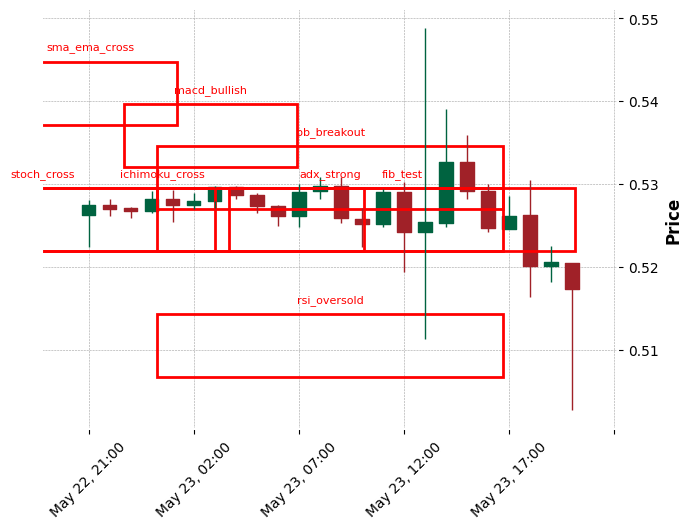 0.55
sma_ema_cross
macd_bullish
0.54
bb_breakout
stoch_cross
ichimoku_cross
adx_strong
fib_test
0.53
Price
0.52
rsi_oversold
0.51
May 22, 21:00
May 23, 02:00
May 23, 07:00
May 23, 12:00
May 23, 17:00